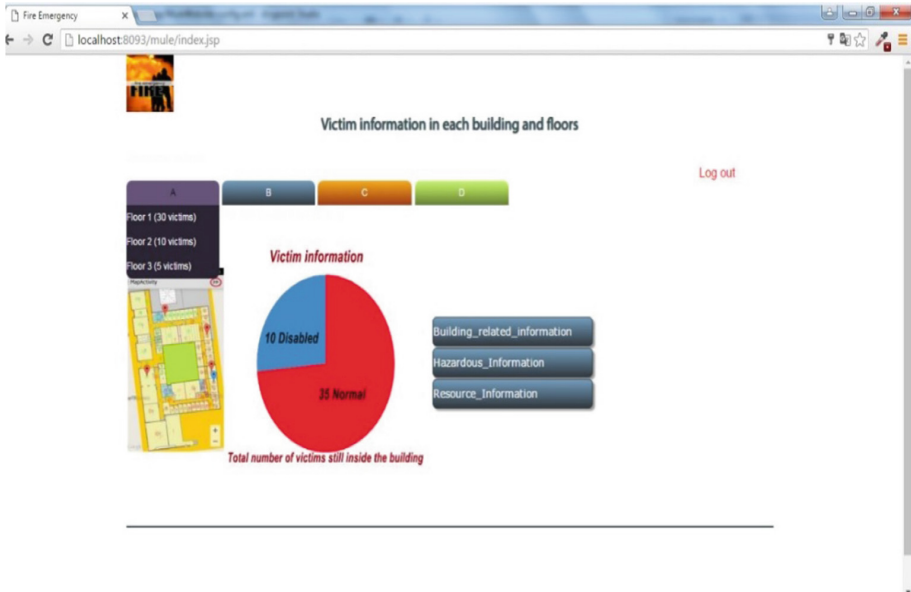 Fire Emergency
localhost:8093/mule/index.jsp
FIRE
Victim information in each building and floors
Log out
A B C D
Floor 1 (30 victims)
Floor 2 (10 victims)
Floor 3 (5 victims)
MapActivity
Victim information
10 Disabled
35 Normal
Building_related_information
Hazardous_Information
Resource_Information
Total number of victims still inside the building